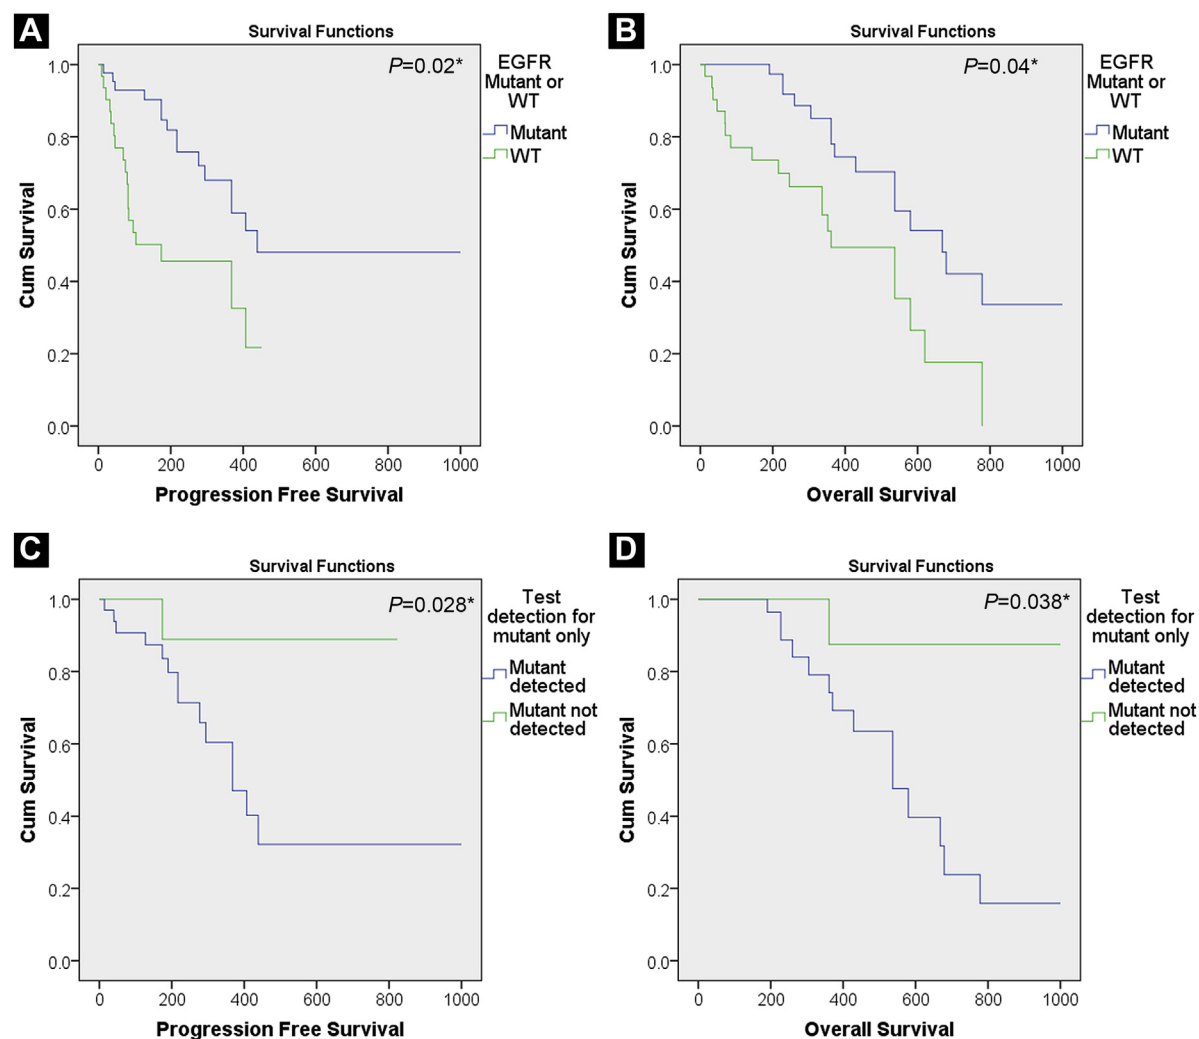 A
Survival Functions
P=0.02*
EGFR
Mutant or
WT
Mutant
WT
Cum Survival
1.0
0.8
0.6
0.4
0.2
0.0
0 200 400 600 800 1000
Progression Free Survival
B
Survival Functions
P=0.04*
EGFR
Mutant or
WT
Mutant
WT
Cum Survival
1.0
0.8
0.6
0.4
0.2
0.0
0 200 400 600 800 1000
Overall Survival
C
Survival Functions
P=0.028*
Test
detection for
mutant only
Mutant
detected
Mutant not
detected
Cum Survival
1.0
0.8
0.6
0.4
0.2
0.0
0 200 400 600 800 1000
Progression Free Survival
D
Survival Functions
P=0.038*
Test
detection for
mutant only
Mutant
detected
Mutant not
detected
Cum Survival
1.0
0.8
0.6
0.4
0.2
0.0
0 200 400 600 800 1000
Overall Survival